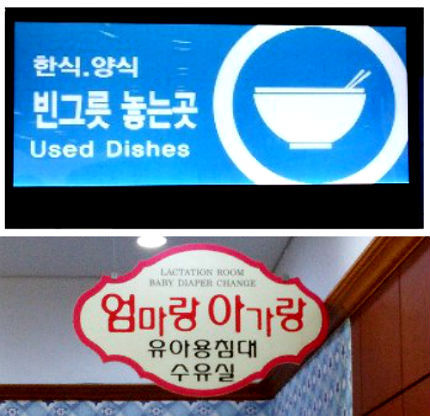 한식.양식
빈그릇 놓는곳
Used Dishes
LACTATION ROOM
BABY DIAPER CHANGE
엄마랑 아가랑
유아용침대
수유실